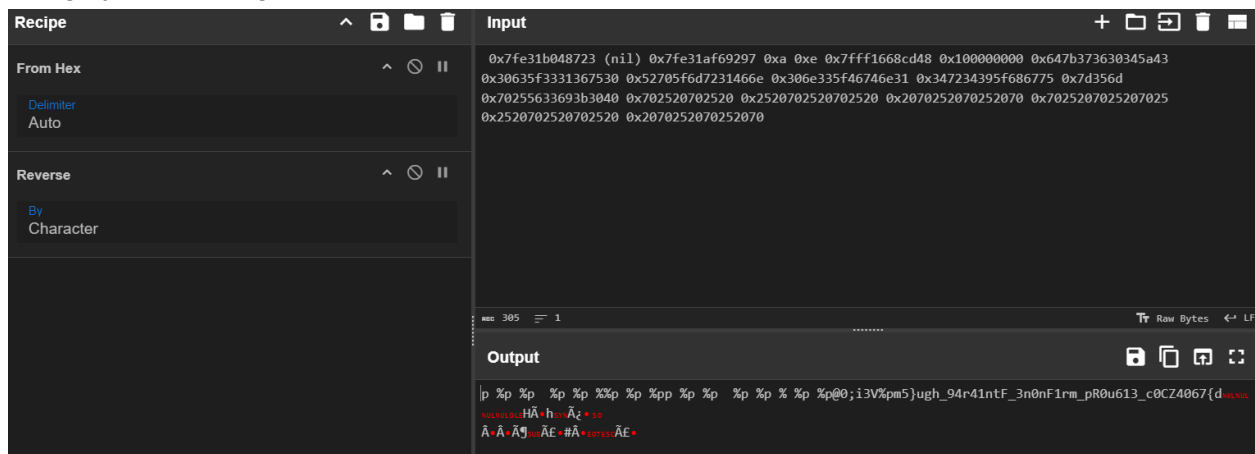 Recipe
From Hex
Delimiter
Auto
Reverse
By
Character
Input
0x7fe31b048723 (nil) 0x7fe31af69297 0xa 0xe 0x7fff1668cd48 0x100000000 0x647b373630345a43
0x30635f3331367530 0x52705f6d7231466e 0x306e335f46746e31 0x347234395f686775 0x7d356d
0x70255633693b3040 0x702520702520 0x2520702520702520 0x2070252070252070 0x7025207025207025
0x2520702520702520 0x2070252070252070
REC 305 1
Tr Raw Bytes LF
Output
p %p %p  %p %p %%p %p %pp %p %p  %p %p % %p %p@0;i3V%pm5}ugh_94r41ntF_3n0nF1rm_pR0u613_c0CZ4067{d